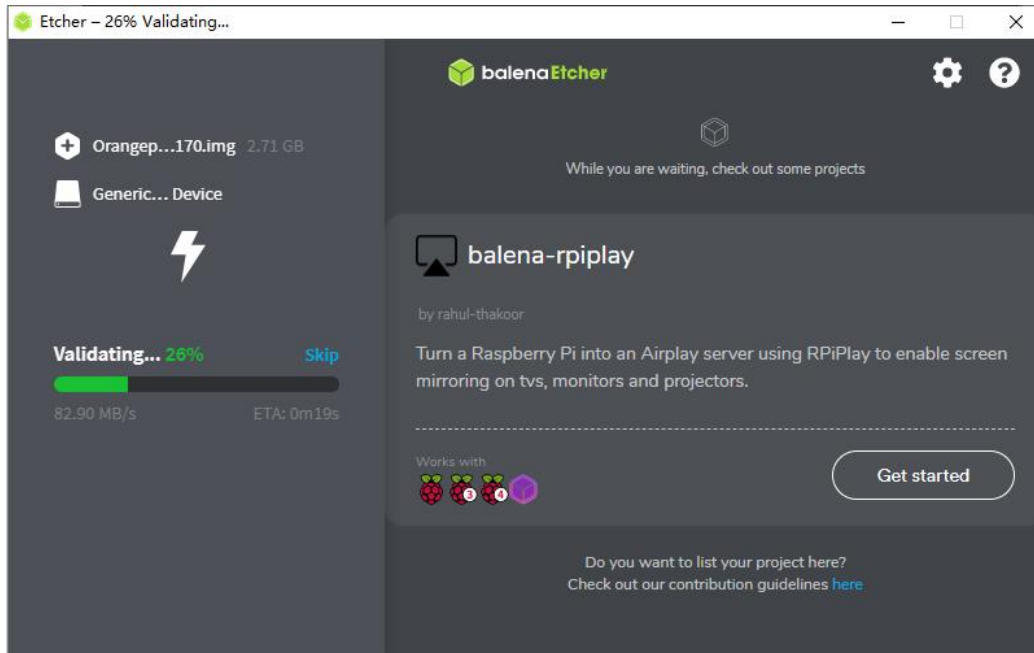 Etcher – 26% Validating...
balenaEtcher
Orangep...170.img 2.71 GB
Generic... Device
Validating... 26% Skip
82.90 MB/s ETA: 0m19s
While you are waiting, check out some projects
balena-rpiplay
by rahul-thakoor
Turn a Raspberry Pi into an Airplay server using RPiPlay to enable screen
mirroring on tvs, monitors and projectors.
Works with
3 4
Get started
Do you want to list your project here?
Check out our contribution guidelines here